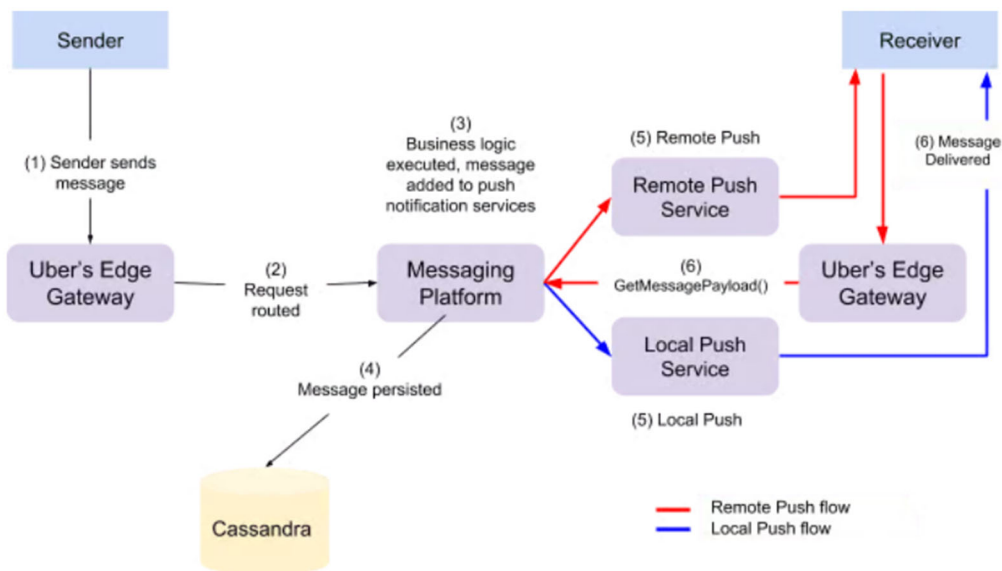 Sender
Receiver
(1) Sender sends
message
(3)
Business logic
executed, message
added to push
notification services
(5) Remote Push
(6) Message
Delivered
Remote Push
Service
Uber's Edge
Gateway
(2)
Request
routed
Messaging
Platform
(6)
GetMessagePayload()
Uber's Edge
Gateway
Local Push
Service
(4)
Message persisted
(5) Local Push
Cassandra
Remote Push flow
Local Push flow